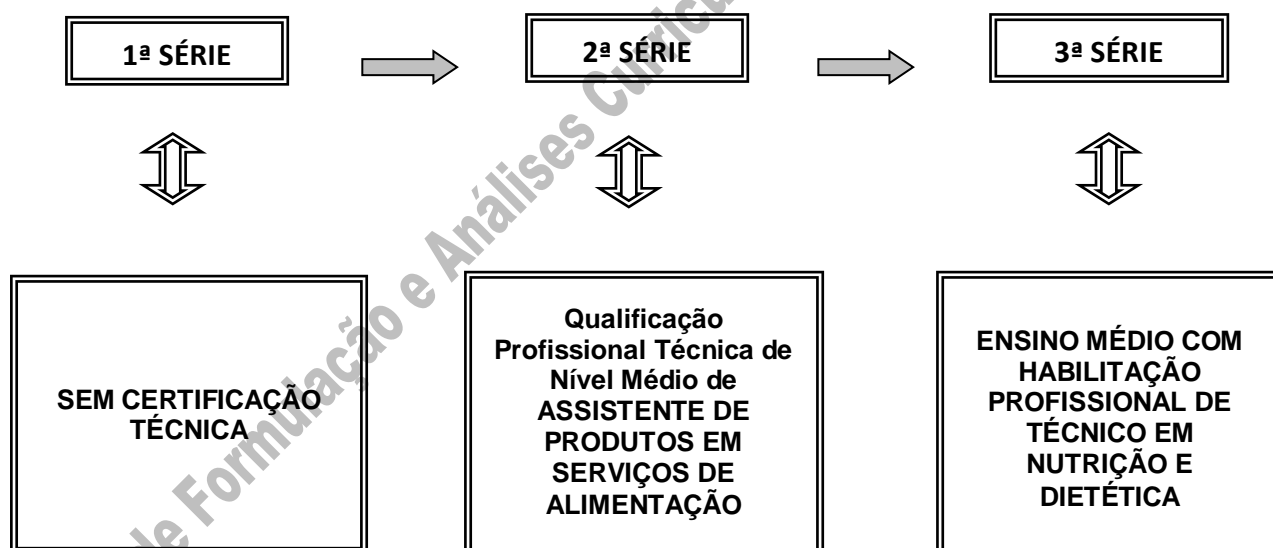 1ª SÉRIE
2ª SÉRIE
3ª SÉRIE
SEM CERTIFICAÇÃO
TÉCNICA
Qualificação
Profissional Técnica de
Nível Médio de
ASSISTENTE DE
PRODUTOS EM
SERVIÇOS DE
ALIMENTAÇÃO
ENSINO MÉDIO COM
HABILITAÇÃO
PROFISSIONAL DE
TÉCNICO EM
NUTRIÇÃO E
DIETÉTICA
de Formulação e Análises